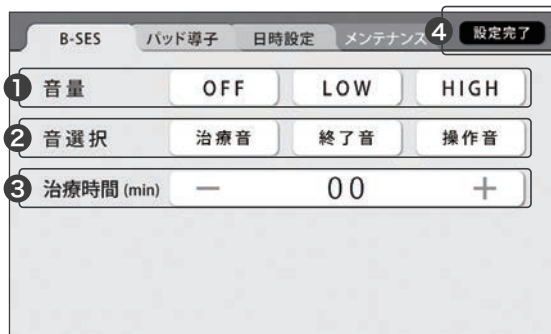 B-SES パッド導子 日時設定 メンテナンス 4 設定完了
1 音量 OFF LOW HIGH
2 音選択 治療音 終了音 操作音
3 治療時間 (min) − 00 +